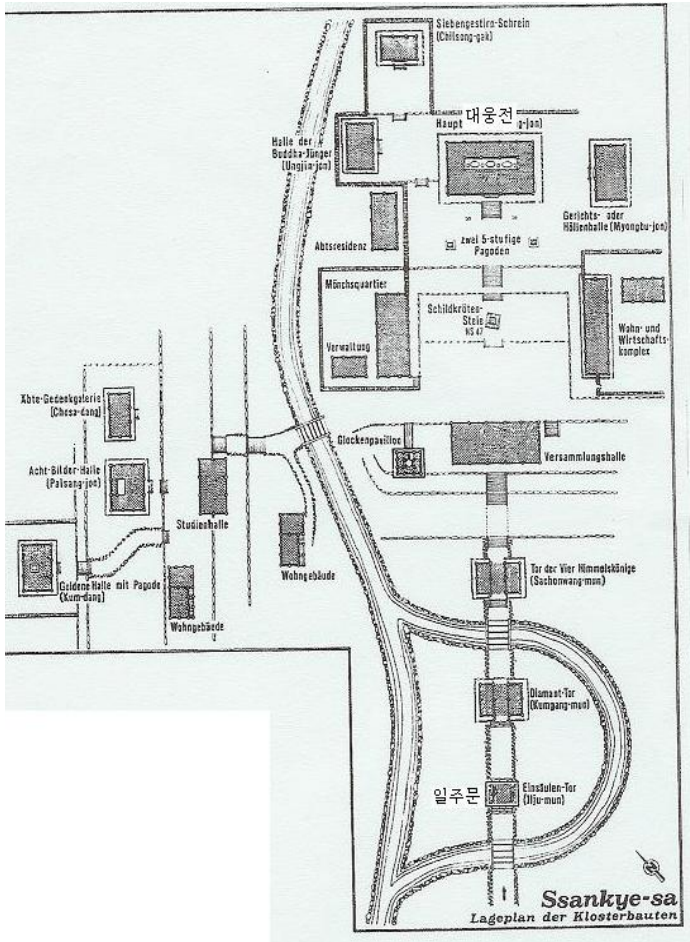 Siebengestirn-Schrein
(Chilsong-gak)
대웅전
Haupt
g-jon)
Halle der
Buddha-Jünger
(Ungjin-jon)
Gerichts- oder
Höllenhalle (Myongbu-jon)
Abtsresidenz
zwei 5-stufige
Pagoden
Mönchsquartier
Schildkröten-
Stele
NS 47
Wohn- und
Wirtschafts-
komplex
Verwaltung
Äbte-Gedenkgalerie
(Chosa-dang)
Glockenpavillon
Versammlungshalle
Acht-Bilder-Halle
(Palsang-jon)
Studienhalle
Tor der Vier Himmelskönige
(Sachonwang-mun)
Goldene Halle mit Pagode
(Kum-dang)
Wohngebäude
Wohngebäude
Diamant-Tor
(Kumgang-mun)
일주문
Einsäulen-Tor
(Ilju-mun)
Ssankye-sa
Lageplan der Klosterbauten